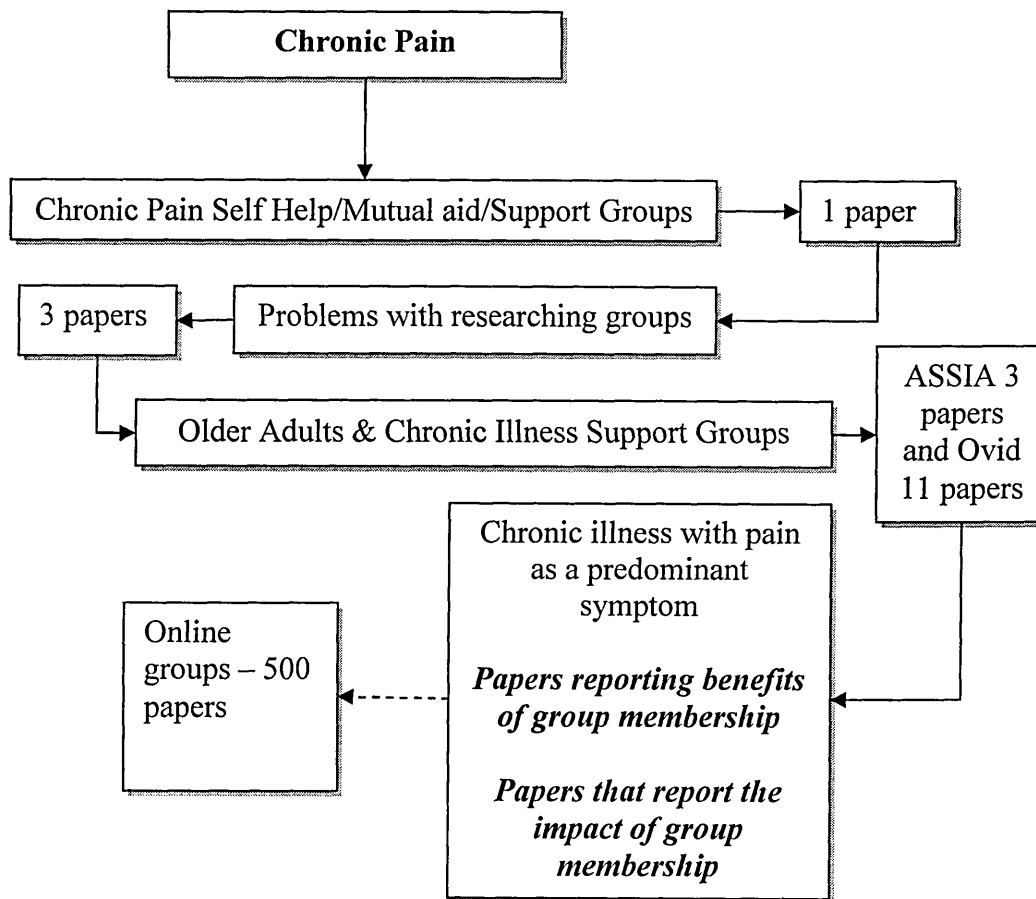 Chronic Pain
Chronic Pain Self Help/Mutual aid/Support Groups
1 paper
3 papers
Problems with researching groups
Older Adults & Chronic Illness Support Groups
ASSIA 3
papers
and Ovid
11 papers
Chronic illness with pain
as a predominant
symptom
Papers reporting benefits
of group membership
Papers that report the
impact of group
membership
Online
groups – 500
papers